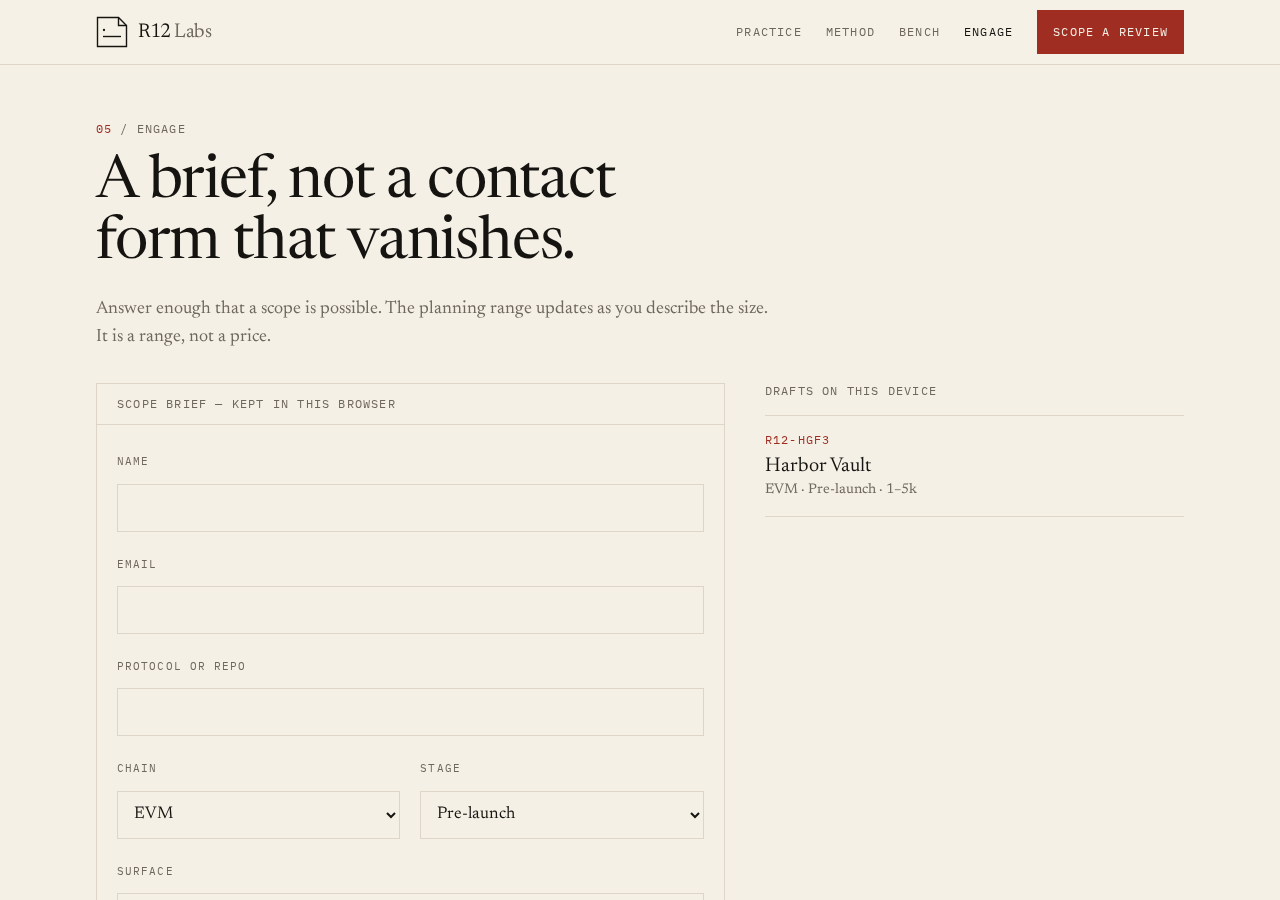 R12 Labs
PRACTICE
METHOD
BENCH
ENGAGE
SCOPE A REVIEW
05 / ENGAGE
A brief, not a contact
form that vanishes.
Answer enough that a scope is possible. The planning range updates as you describe the size.
It is a range, not a price.
SCOPE BRIEF — KEPT IN THIS BROWSER
NAME
EMAIL
PROTOCOL OR REPO
CHAIN
STAGE
EVM
Pre-launch
SURFACE
DRAFTS ON THIS DEVICE
R12-HGF3
Harbor Vault
EVM · Pre-launch · 1–5k